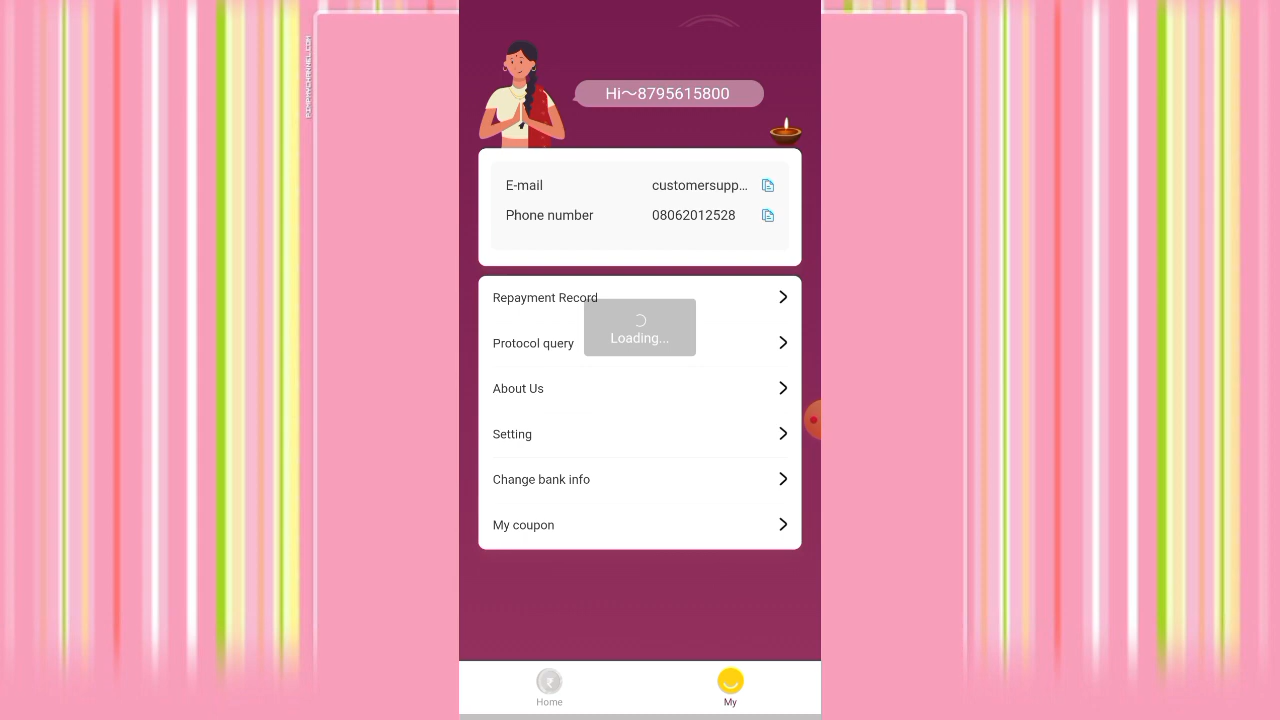 Hi～8795615800
E-mail customersupp...
Phone number 08062012528
Repayment Record
Loading...
Protocol query
About Us
Setting
Change bank info
My coupon
₹
Home My